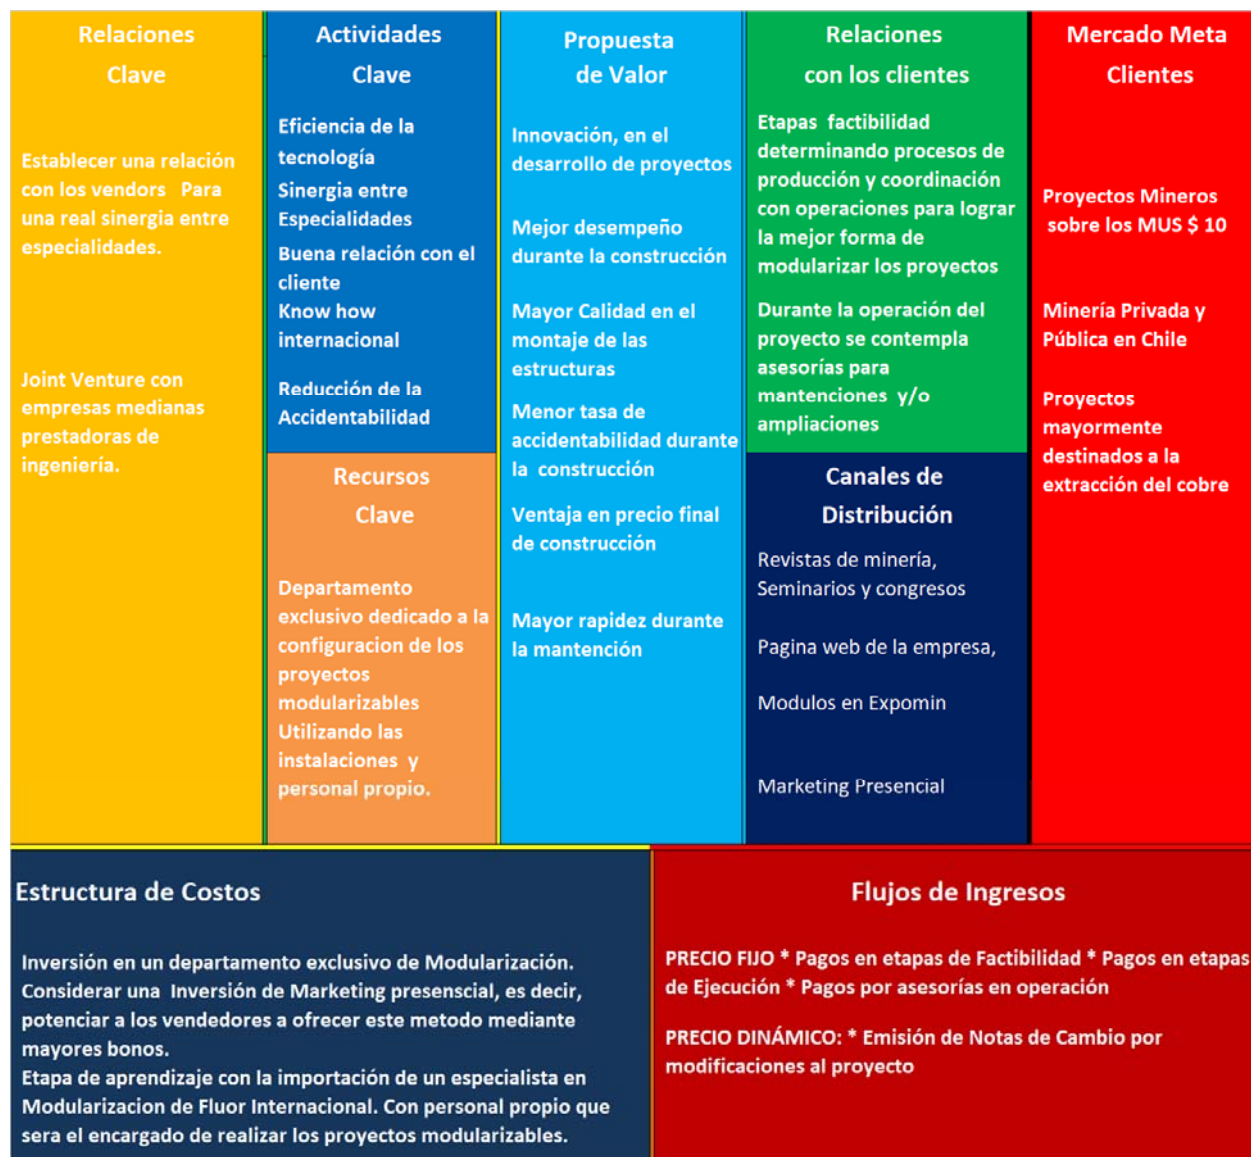 Relaciones
Clave
Establecer una relación
con los vendors   Para
una real sinergia entre
especialidades.
Joint Venture con
empresas medianas
prestadoras de
ingeniería.
Actividades
Clave
Eficiencia de la
tecnología
Sinergia entre
Especialidades
Buena relación con el
cliente
Know how
internacional
Reducción de la
Accidentabilidad
Recursos
Clave
Departamento
exclusivo dedicado a la
configuracion de los
proyectos
modularizables
Utilizando las
instalaciones  y
personal propio.
Propuesta
de Valor
Innovación, en el
desarrollo de proyectos
Mejor desempeño
durante la construcción
Mayor Calidad en el
montaje de las
estructuras
Menor tasa de
accidentabilidad durante
la  construcción
Ventaja en precio final
de construcción
Mayor rapidez durante
la mantención
Relaciones
con los clientes
Etapas  factibilidad
determinando procesos de
producción y coordinación
con operaciones para lograr
la mejor forma de
modularizar los proyectos
Durante la operación del
proyecto se contempla
asesorías para
mantenciones  y/o
ampliaciones
Canales de
Distribución
Revistas de minería,
Seminarios y congresos
Pagina web de la empresa,
Modulos en Expomin
Marketing Presencial
Mercado Meta
Clientes
Proyectos Mineros
sobre los MUS $ 10
Minería Privada y
Pública en Chile
Proyectos
mayormente
destinados a la
extracción del cobre
Estructura de Costos
Inversión en un departamento exclusivo de Modularización.
Considerar una  Inversión de Marketing presenscial, es decir,
potenciar a los vendedores a ofrecer este metodo mediante
mayores bonos.
Etapa de aprendizaje con la importación de un especialista en
Modularizacion de Fluor Internacional. Con personal propio que
sera el encargado de realizar los proyectos modularizables.
Flujos de Ingresos
PRECIO FIJO * Pagos en etapas de Factibilidad * Pagos en etapas
de Ejecución * Pagos por asesorías en operación
PRECIO DINÁMICO: * Emisión de Notas de Cambio por
modificaciones al proyecto